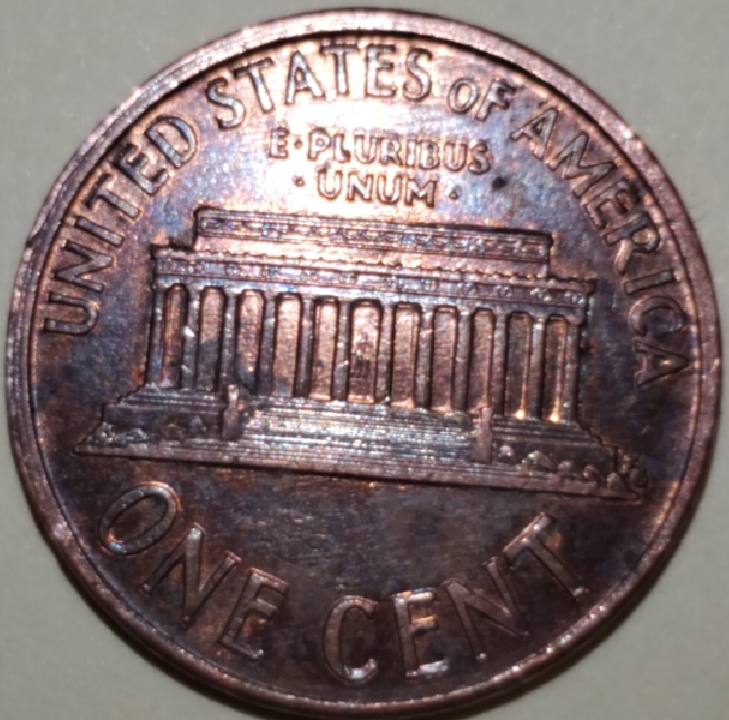 UNITED STATES OF AMERICA
E·PLURIBUS
·UNUM·
ONE CENT